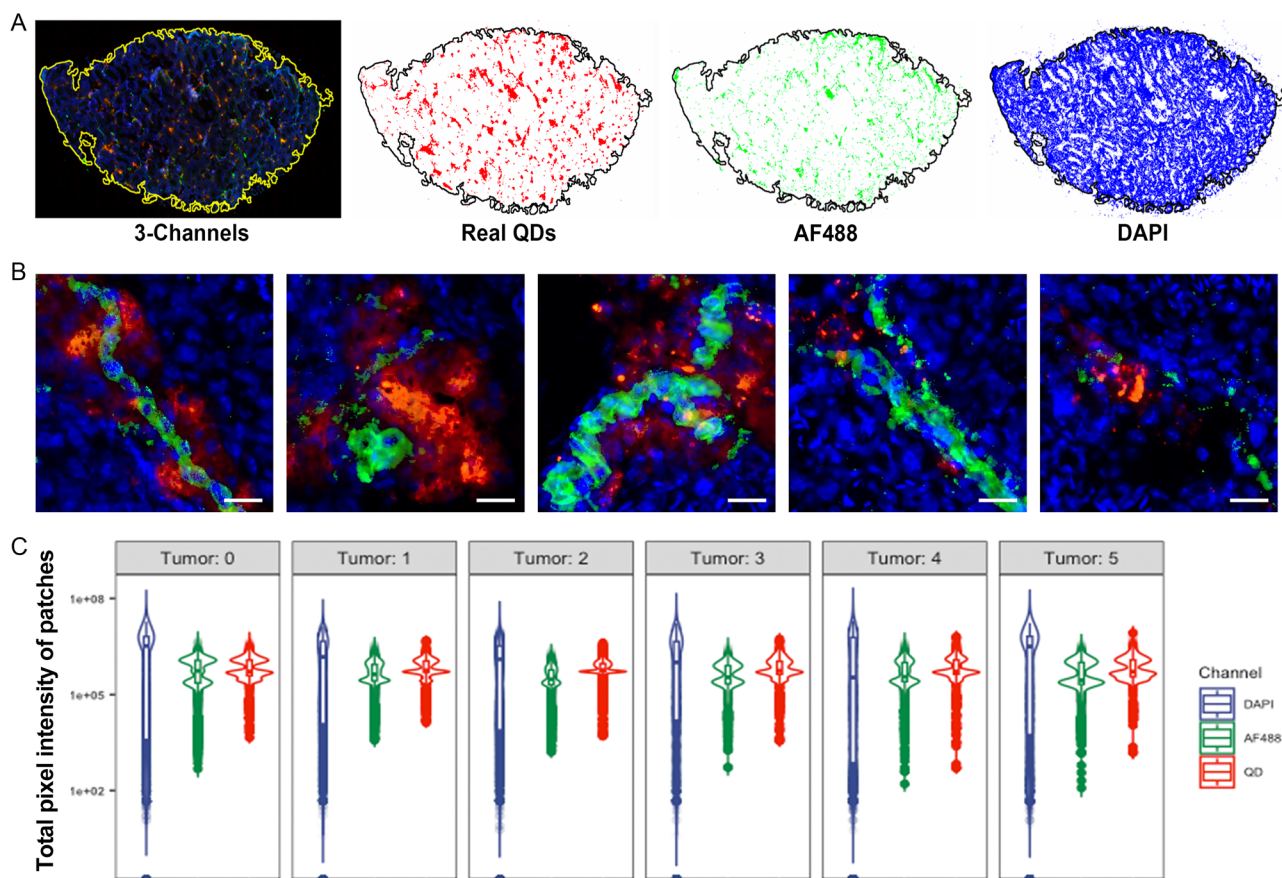 A
3-Channels
Real QDs
AF488
DAPI
B
C
Total pixel intensity of patches
Tumor: 0
Tumor: 1
Tumor: 2
Tumor: 3
Tumor: 4
Tumor: 5
1e+08
1e+05
1e+02
Channel
DAPI
AF488
QD